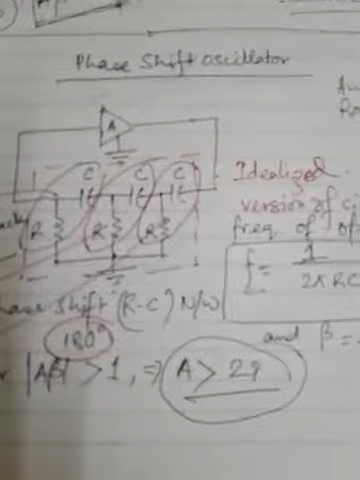 Phase Shift Oscillator
A
C C C
R R R
Idealized
version of
freq. of
f = 1
2π RC
Phase Shift (R-C) N/W
180°
and β =
|Aβ| > 1, ⇒ A > 29